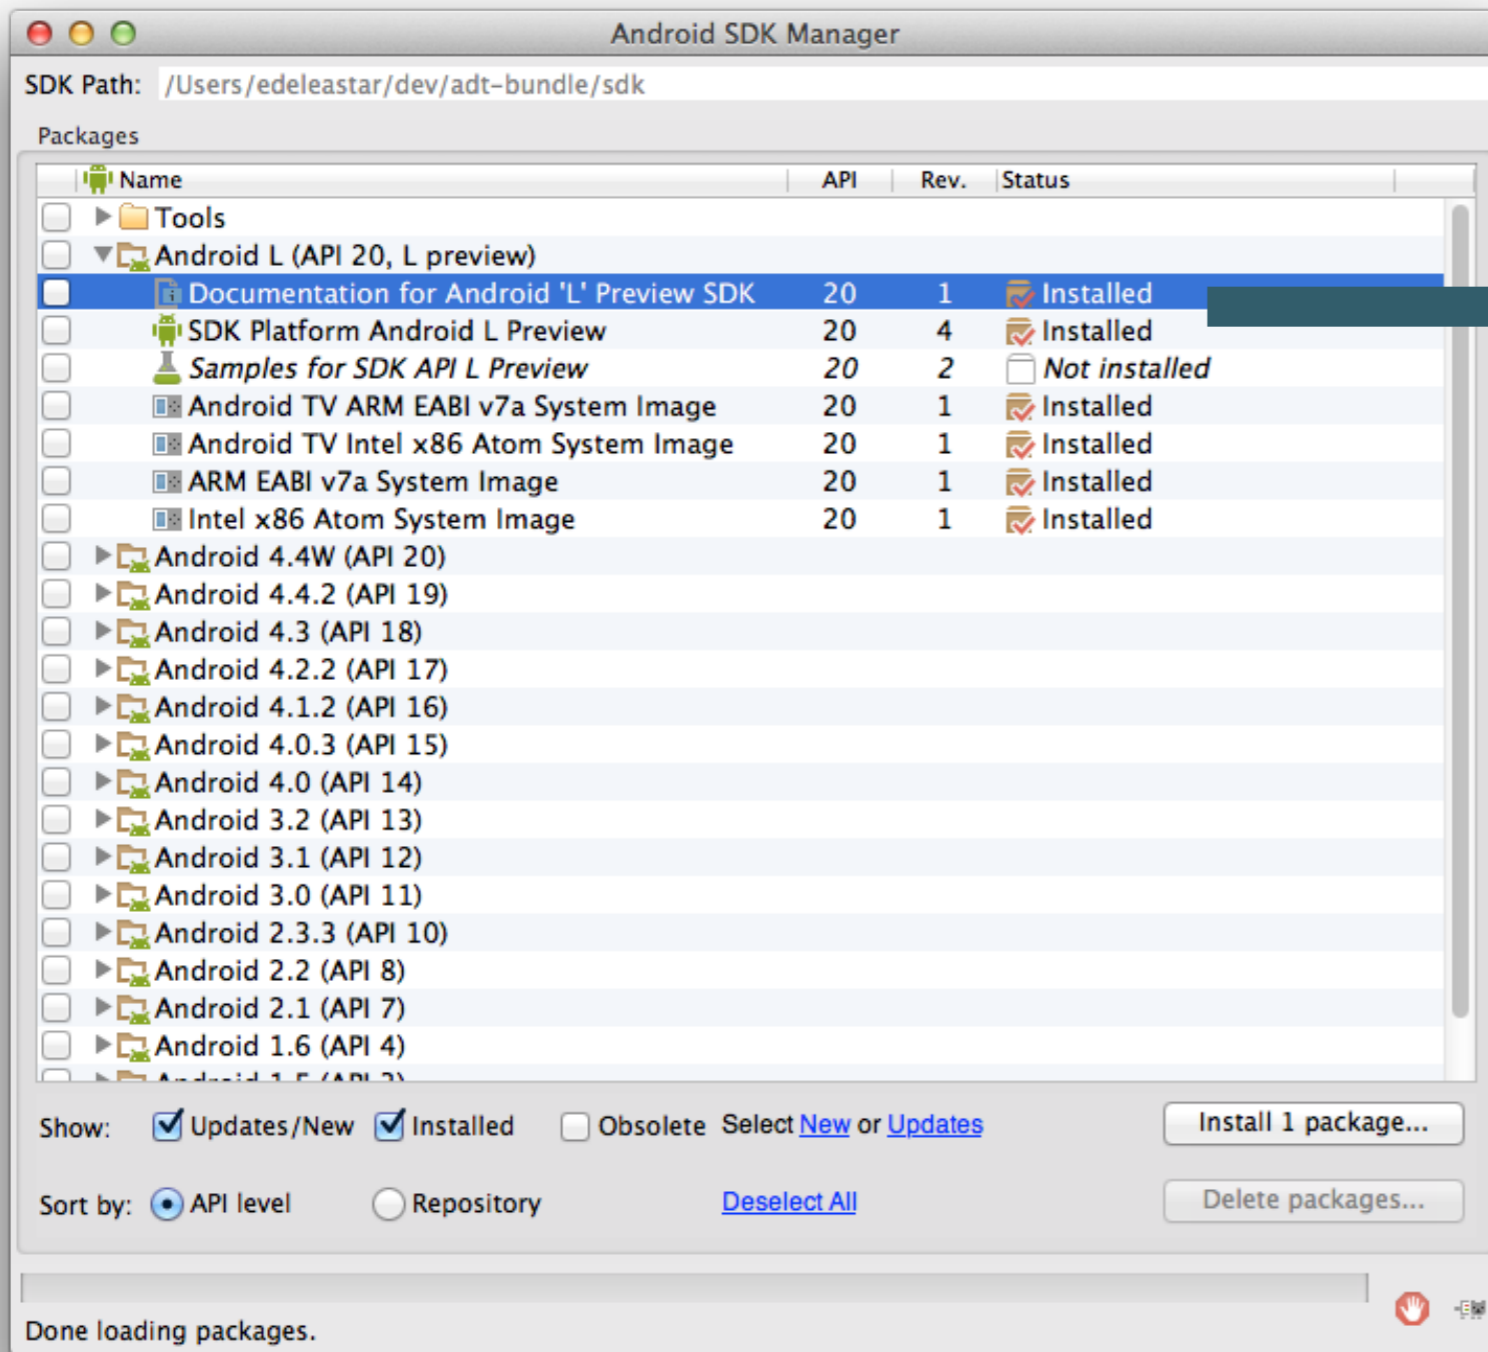 Android SDK Manager
SDK Path: /Users/edeleastar/dev/adt-bundle/sdk
Packages
Name API Rev. Status
Tools
Android L (API 20, L preview)
Documentation for Android 'L' Preview SDK 20 1 Installed
SDK Platform Android L Preview 20 4 Installed
Samples for SDK API L Preview 20 2 Not installed
Android TV ARM EABI v7a System Image 20 1 Installed
Android TV Intel x86 Atom System Image 20 1 Installed
ARM EABI v7a System Image 20 1 Installed
Intel x86 Atom System Image 20 1 Installed
Android 4.4W (API 20)
Android 4.4.2 (API 19)
Android 4.3 (API 18)
Android 4.2.2 (API 17)
Android 4.1.2 (API 16)
Android 4.0.3 (API 15)
Android 4.0 (API 14)
Android 3.2 (API 13)
Android 3.1 (API 12)
Android 3.0 (API 11)
Android 2.3.3 (API 10)
Android 2.2 (API 8)
Android 2.1 (API 7)
Android 1.6 (API 4)
Android 1.5 (API 3)
Show: Updates/New Installed Obsolete Select New or Updates Install 1 package...
Sort by: API level Repository Deselect All Delete packages...
Done loading packages.